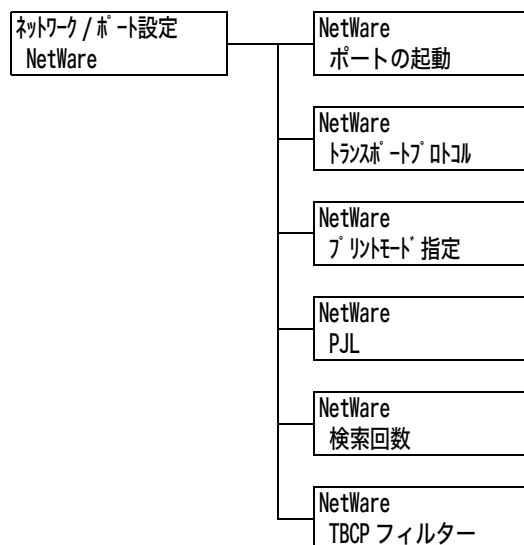 ﾈｯﾄﾜｰｸ / ﾎﾟｰﾄ設定
NetWare
NetWare
ポートの起動
NetWare
ﾄﾗﾝｽﾎﾟｰﾄﾌﾟﾛﾄｺﾙ
NetWare
ﾌﾟﾘﾝﾄﾓｰﾄﾞ指定
NetWare
PJL
NetWare
検索回数
NetWare
TBCP フィルター